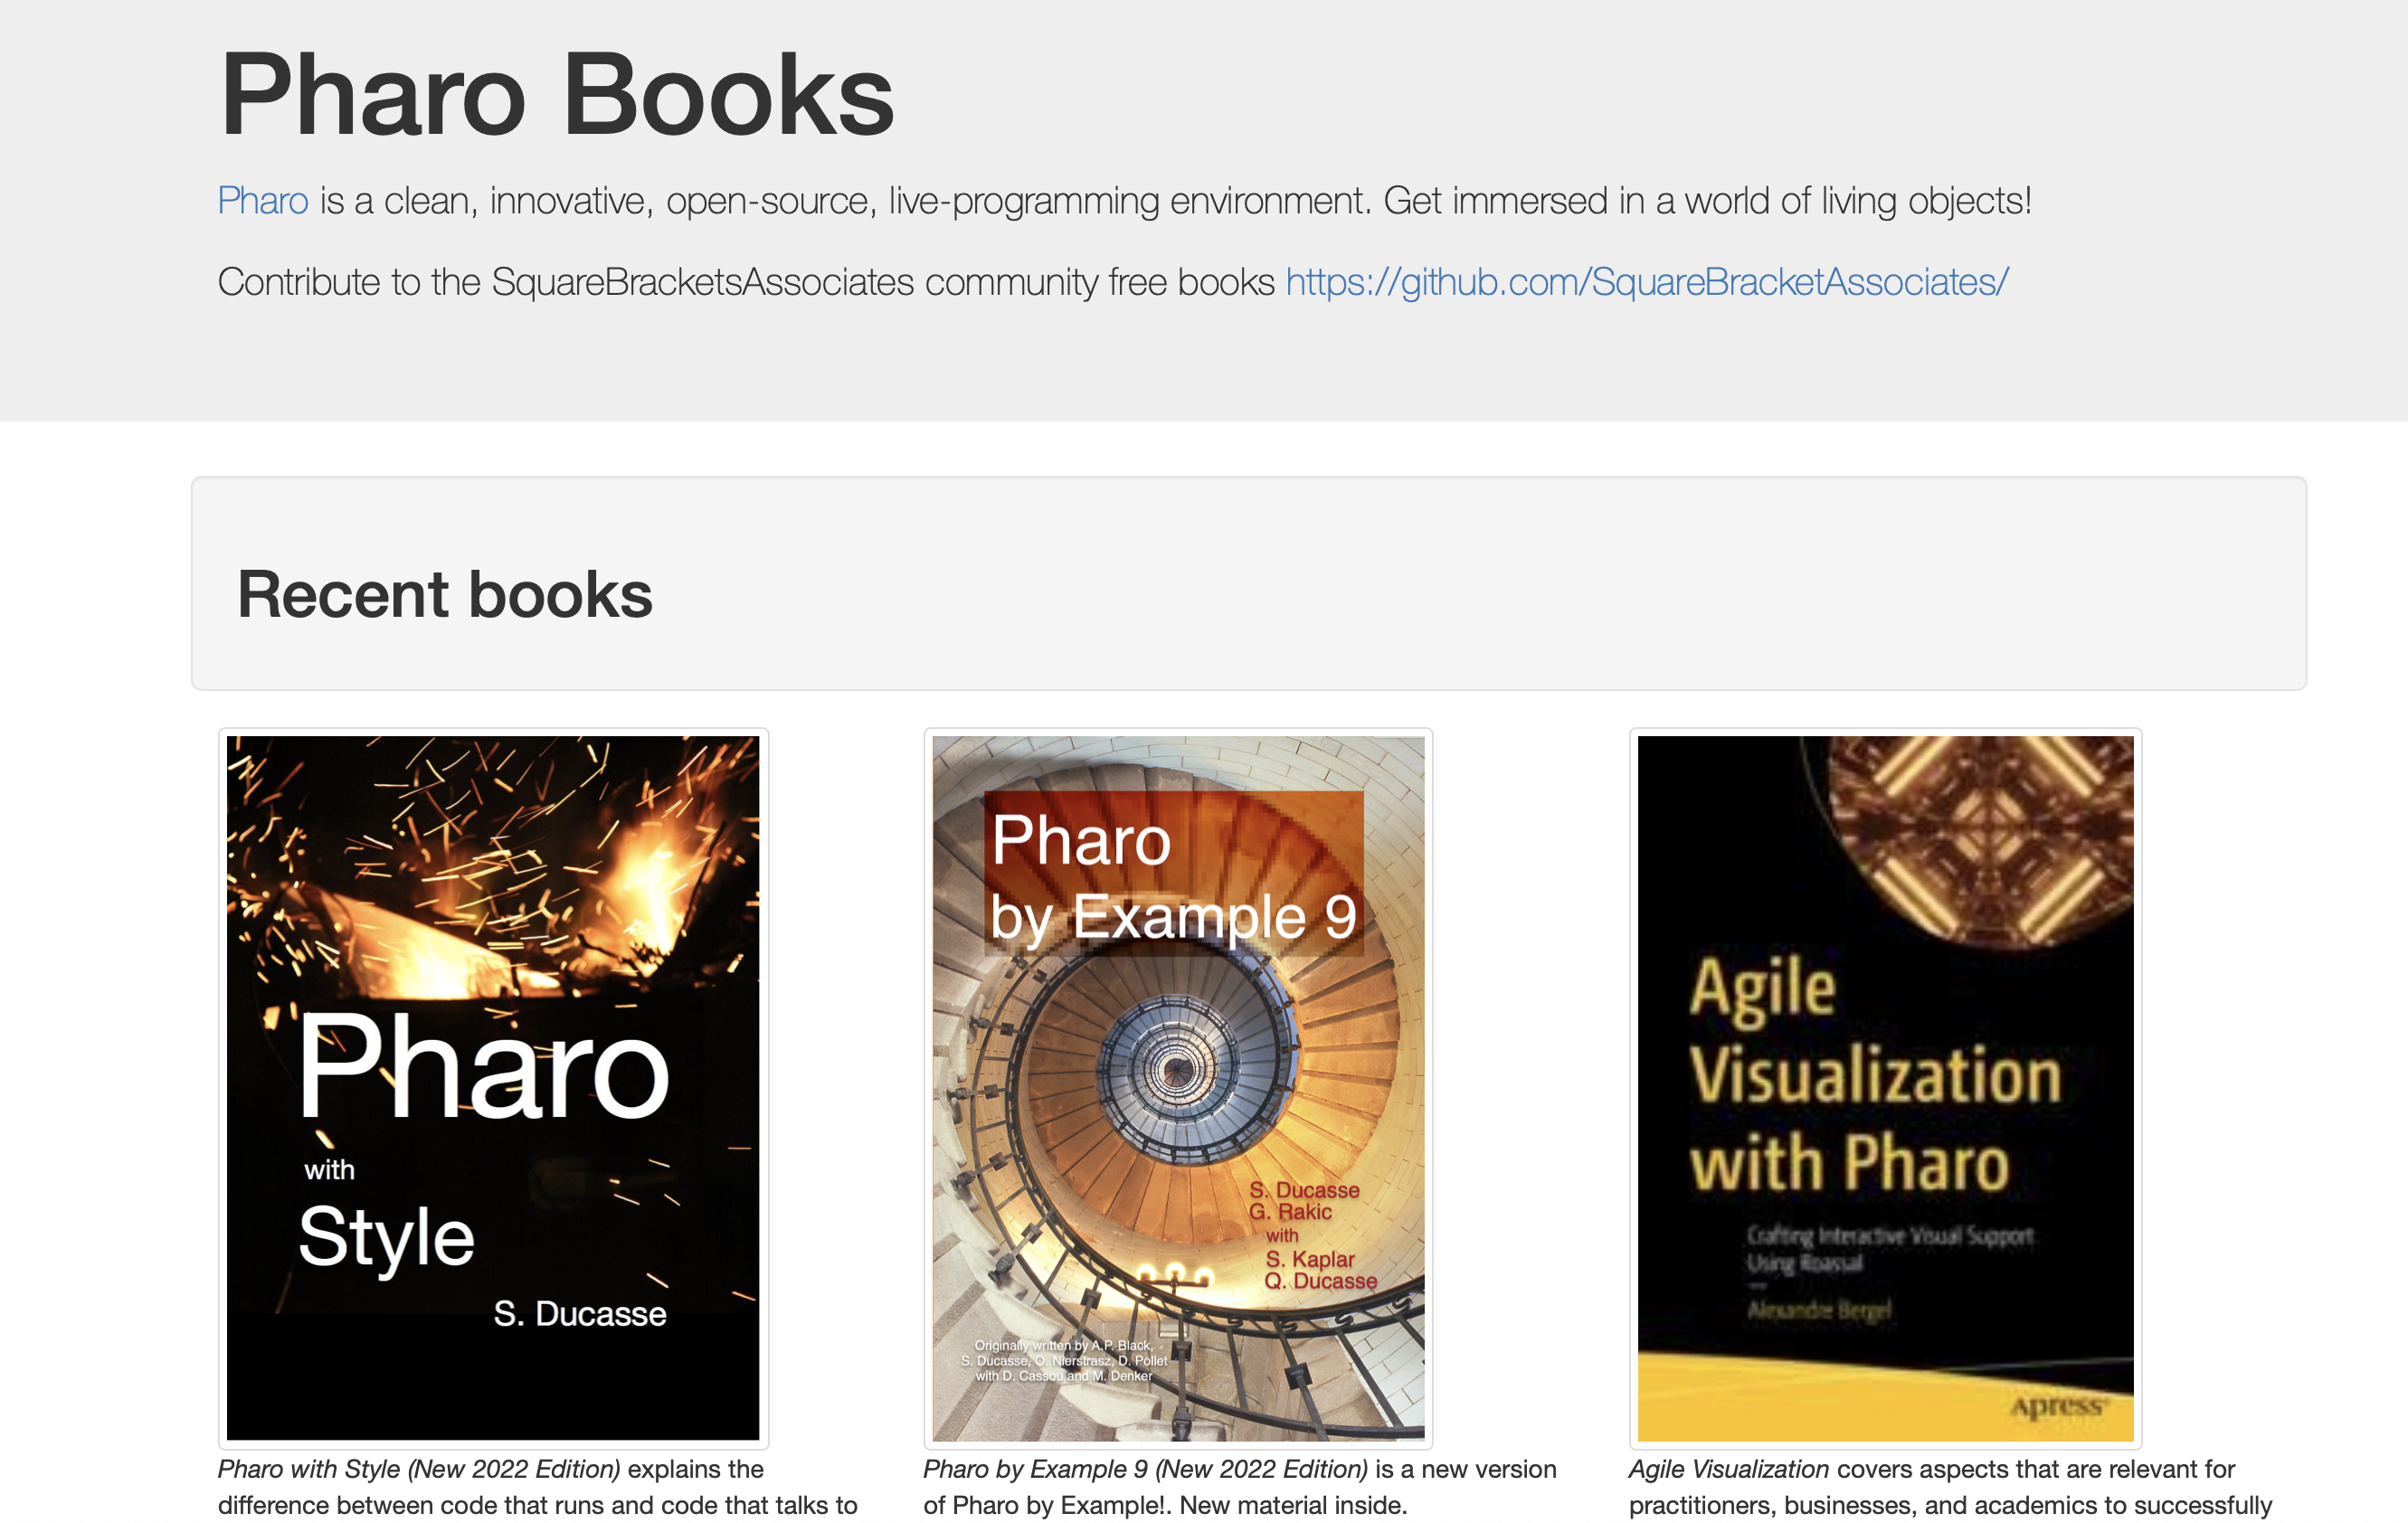 Pharo Books
Pharo is a clean, innovative, open-source, live-programming environment. Get immersed in a world of living objects!
Contribute to the SquareBracketsAssociates community free books https://github.com/SquareBracketAssociates/
Recent books
Pharo
with
Style
S. Ducasse
Pharo with Style (New 2022 Edition) explains the
difference between code that runs and code that talks to
Pharo
by Example 9
S. Ducasse
G. Rakic
with
S. Kaplar
Q. Ducasse
Originally written by A.P. Black,
S. Ducasse, O. Nierstrasz, D. Pollet
with D. Cassou and M. Denker
Pharo by Example 9 (New 2022 Edition) is a new version
of Pharo by Example!. New material inside.
Agile
Visualization
with Pharo
Crafting Interactive Visual Support
Using Roassal
Alexandre Bergel
Apress®
Agile Visualization covers aspects that are relevant for
practitioners, businesses, and academics to successfully